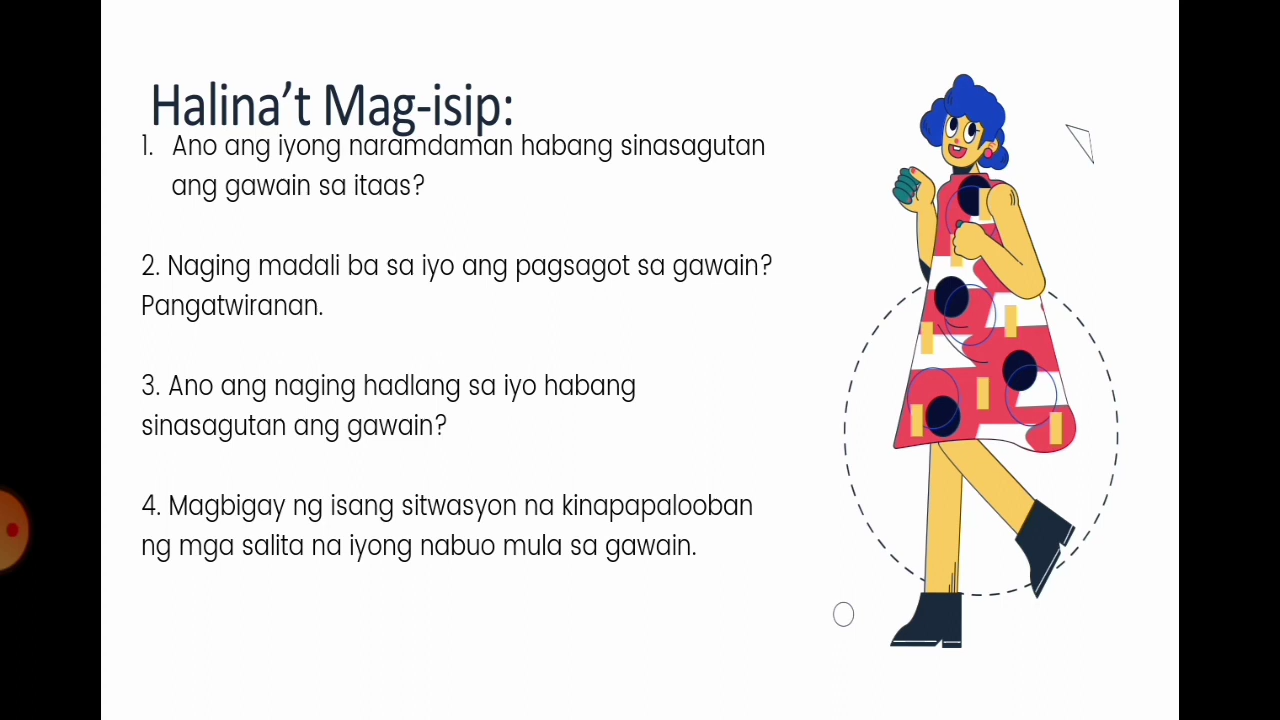 Halina’t Mag-isip:
1. Ano ang iyong naramdaman habang sinasagutan
ang gawain sa itaas?
2. Naging madali ba sa iyo ang pagsagot sa gawain?
Pangatwiranan.
3. Ano ang naging hadlang sa iyo habang
sinasagutan ang gawain?
4. Magbigay ng isang sitwasyon na kinapapalooban
ng mga salita na iyong nabuo mula sa gawain.